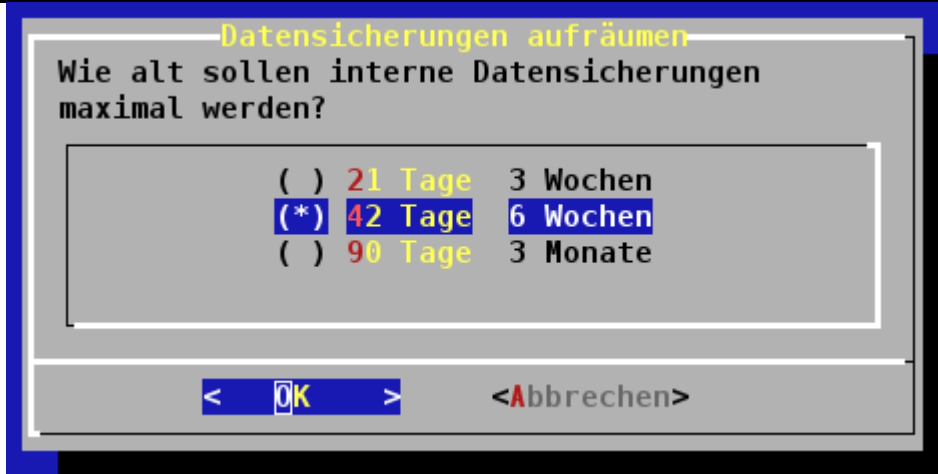 Datensicherungen aufräumen
Wie alt sollen interne Datensicherungen
maximal werden?
( ) 21 Tage 3 Wochen
(*) 42 Tage 6 Wochen
( ) 90 Tage 3 Monate
< OK > <Abbrechen>